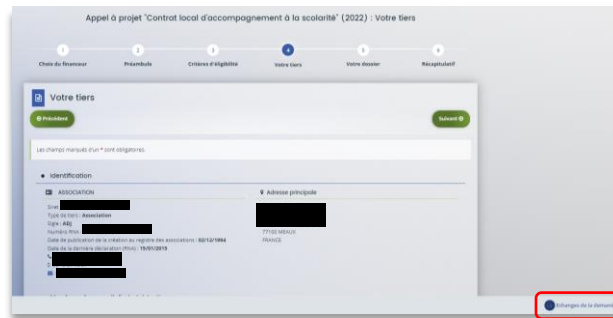 Appel à projet "Contrat local d'accompagnement à la scolarité" (2022) : Votre tiers
1 2 3 4 5 6
Choix du financeur Préambule Critères d'éligibilité Votre tiers Votre dossier Récapitulatif
Votre tiers
Précédent Suivant
Les champs marqués d'un * sont obligatoires.
Identification
ASSOCIATION
Adresse principale
Siret
Type de tiers : Association
Sigle : ADJ
Numéro RNA :
77100 MEAUX
Date de publication de la création au registre des associations : 02/12/1994
FRANCE
Date de la dernière déclaration (RNA) : 15/01/2019
Echanges de la demande